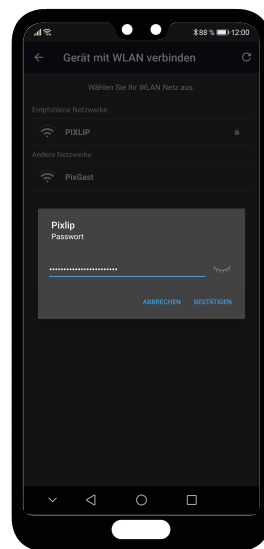 88 % 12:00
Gerät mit WLAN verbinden
Wählen Sie Ihr WLAN Netz aus.
Empfohlene Netzwerke
PIXLIP
Andere Netzwerke
PixGast
Pixlip
Passwort
ABBRECHEN BESTÄTIGEN